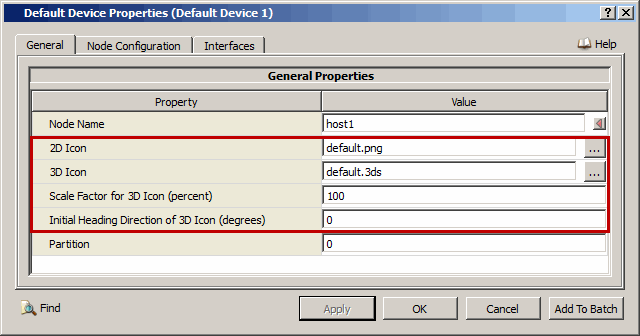 Default Device Properties (Default Device 1)
General Node Configuration Interfaces Help
General Properties
Property Value
Node Name host1
2D Icon default.png ...
3D Icon default.3ds ...
Scale Factor for 3D Icon (percent) 100
Initial Heading Direction of 3D Icon (degrees) 0
Partition 0
Find Apply OK Cancel Add To Batch